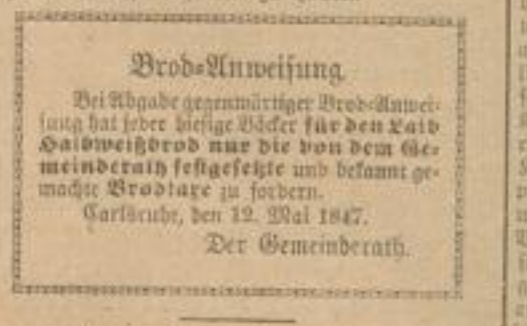 Brod-Anweisung.
Bei Abgabe gegenwärtiger Brod-Anwei-
sung hat jeder hiesige Bäcker für den Laib
Halbweißbrod nur die von dem Ge-
meinderath festgesetzte und bekannt ge-
machte Brodtaxe zu fordern.
Carlsruhe, den 12. Mai 1847.
Der Gemeinderath.